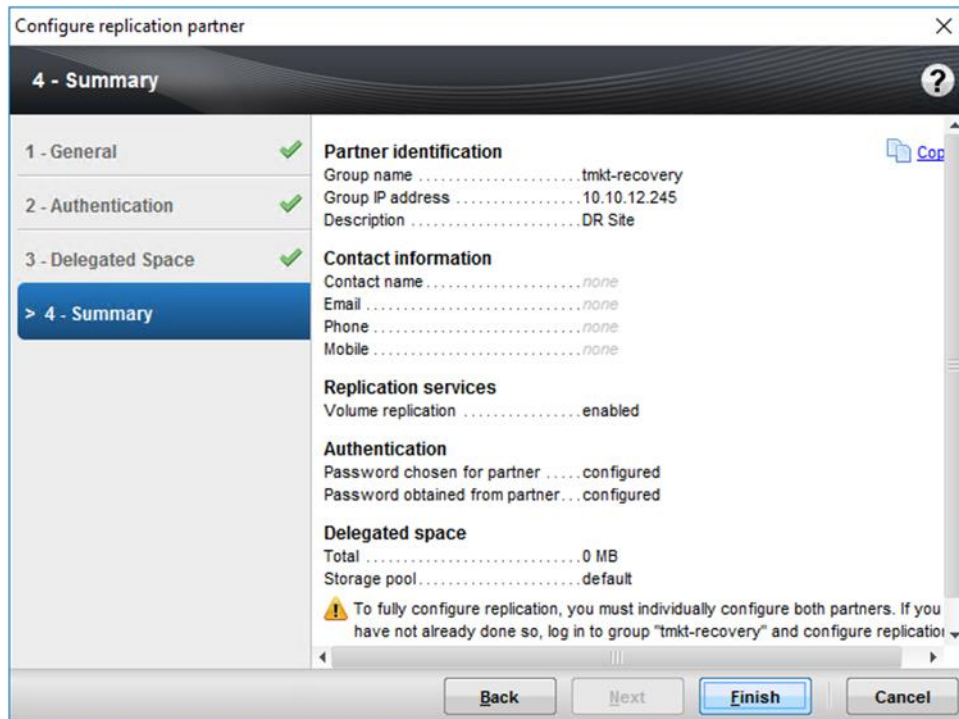 Configure replication partner
4 - Summary
?
1 - General
2 - Authentication
3 - Delegated Space
> 4 - Summary
Cop
Partner identification
Group name ...................... tmkt-recovery
Group IP address ................. 10.10.12.245
Description ....................... DR Site
Contact information
Contact name ..................... none
Email ............................. none
Phone ............................ none
Mobile ............................ none
Replication services
Volume replication ................ enabled
Authentication
Password chosen for partner ..... configured
Password obtained from partner... configured
Delegated space
Total ............................. 0 MB
Storage pool ...................... default
To fully configure replication, you must individually configure both partners. If you
have not already done so, log in to group "tmkt-recovery" and configure replication
Back
Next
Finish
Cancel